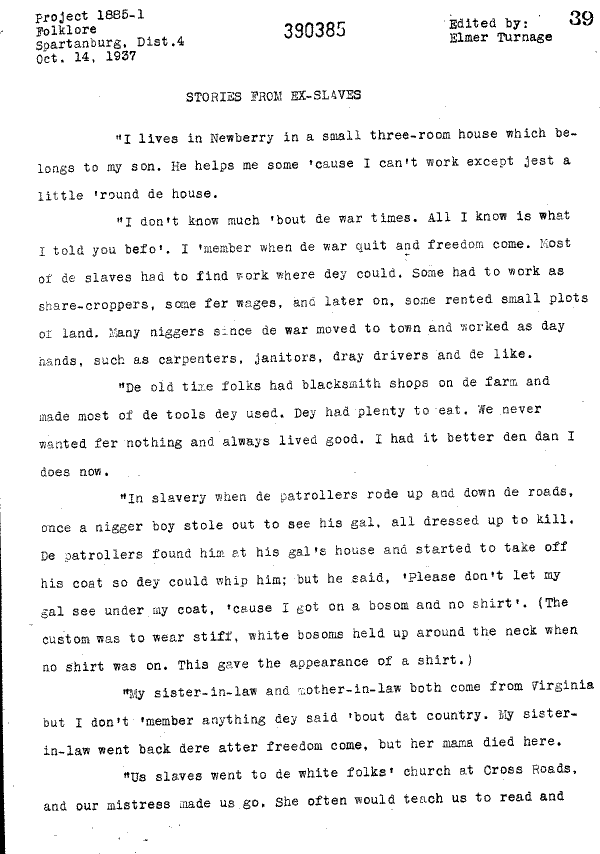 Project 1885-1
Folklore
Spartanburg, Dist.4
Oct. 14, 1937
390385
Edited by:
Elmer Turnage
39
STORIES FROM EX-SLAVES
"I lives in Newberry in a small three-room house which be-
longs to my son. He helps me some 'cause I can't work except jest a
little 'round de house.
"I don't know much 'bout de war times. All I know is what
I told you befo'. I 'member when de war quit and freedom come. Most
of de slaves had to find work where dey could. Some had to work as
share-croppers, some fer wages, and later on, some rented small plots
of land. Many niggers since de war moved to town and worked as day
hands, such as carpenters, janitors, dray drivers and de like.
"De old time folks had blacksmith shops on de farm and
made most of de tools dey used. Dey had plenty to eat. We never
wanted fer nothing and always lived good. I had it better den dan I
does now.
"In slavery when de patrollers rode up and down de roads,
once a nigger boy stole out to see his gal, all dressed up to kill.
De patrollers found him at his gal's house and started to take off
his coat so dey could whip him; but he said, 'Please don't let my
gal see under my coat, 'cause I got on a bosom and no shirt'. (The
custom was to wear stiff, white bosoms held up around the neck when
no shirt was on. This gave the appearance of a shirt.)
"My sister-in-law and mother-in-law both come from Virginia
but I don't 'member anything dey said 'bout dat country. My sister-
in-law went back dere atter freedom come, but her mama died here.
"Us slaves went to de white folks' church at Cross Roads,
and our mistress made us go. She often would teach us to read and